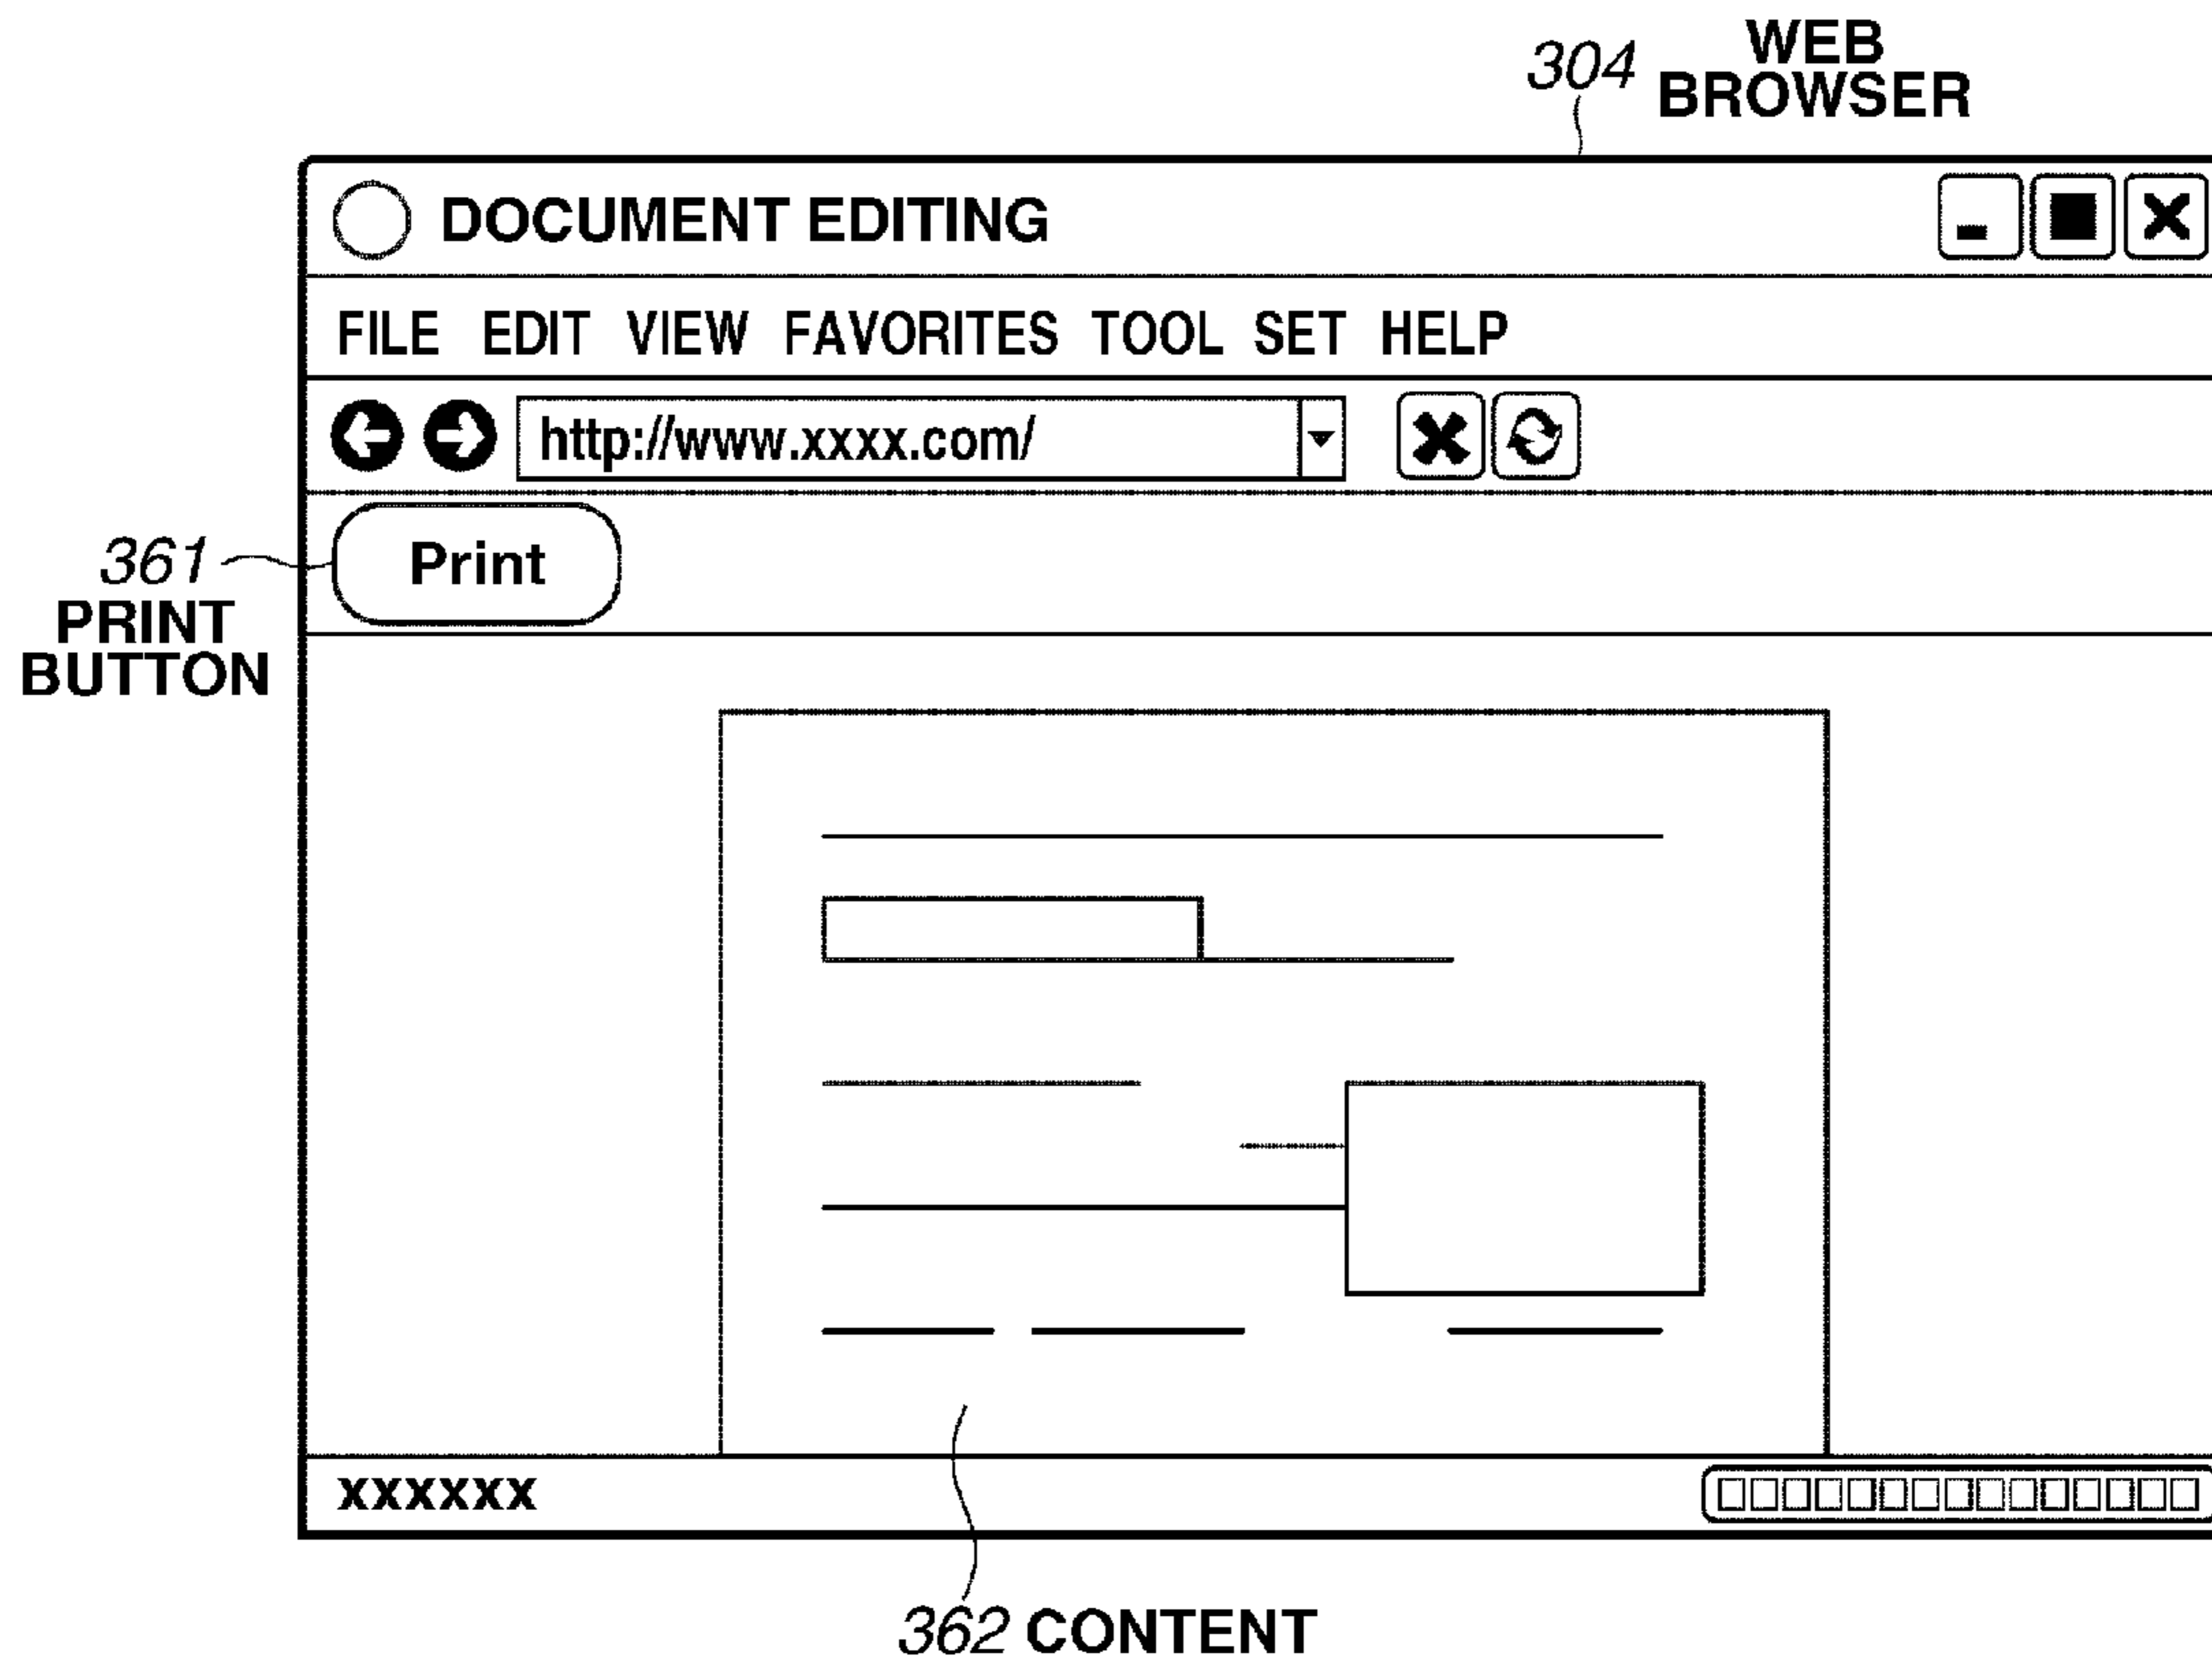 304 WEB
BROWSER
DOCUMENT EDITING
FILE EDIT VIEW FAVORITES TOOL SET HELP
http://www.xxxx.com/
361
PRINT
BUTTON
Print
xxxxxx
362 CONTENT